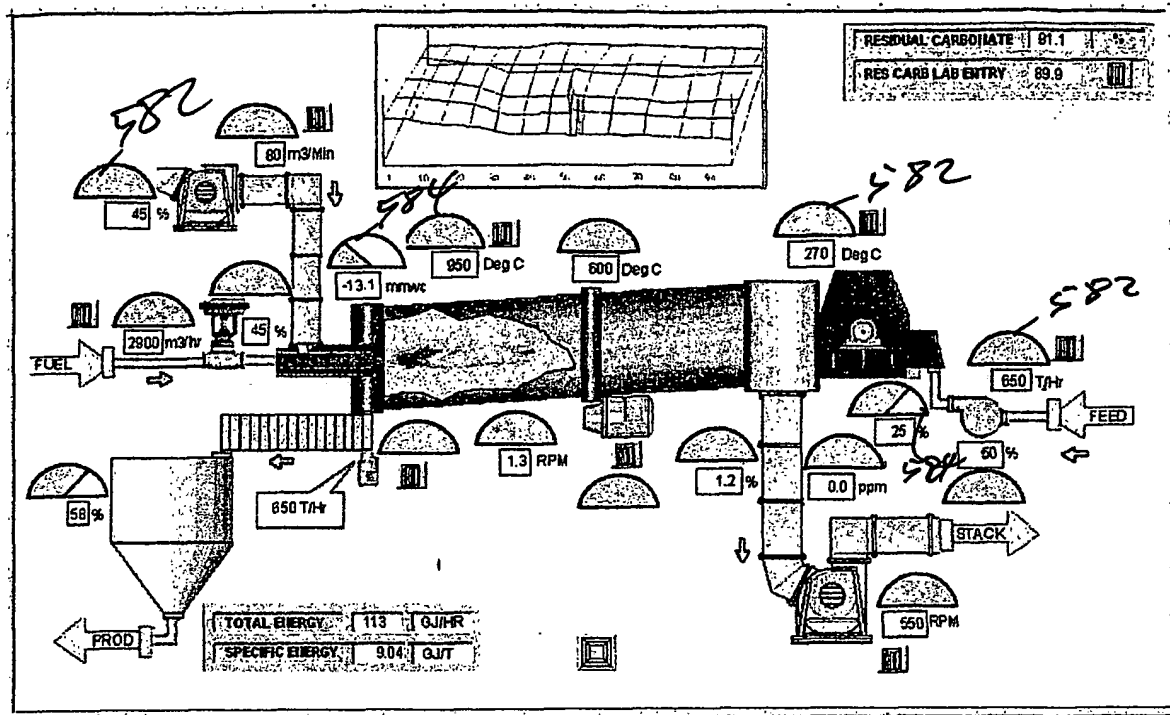 RESIDUAL CARBONATE 91.1 %
RES CARB LAB ENTRY 89.9
582
80 m3/Min
45 %
584
582
-13.1 mmwc
950 Deg C
600 Deg C
270 Deg C
582
2900 m3/hr
45 %
650 T/Hr
FUEL
FEED
25 %
60 %
584
1.3 RPM
1.2 %
0.0 ppm
58 %
650 T/Hr
STACK
PROD
550 RPM
TOTAL ENERGY 113 GJ/HR
SPECIFIC ENERGY 9.04 GJ/T